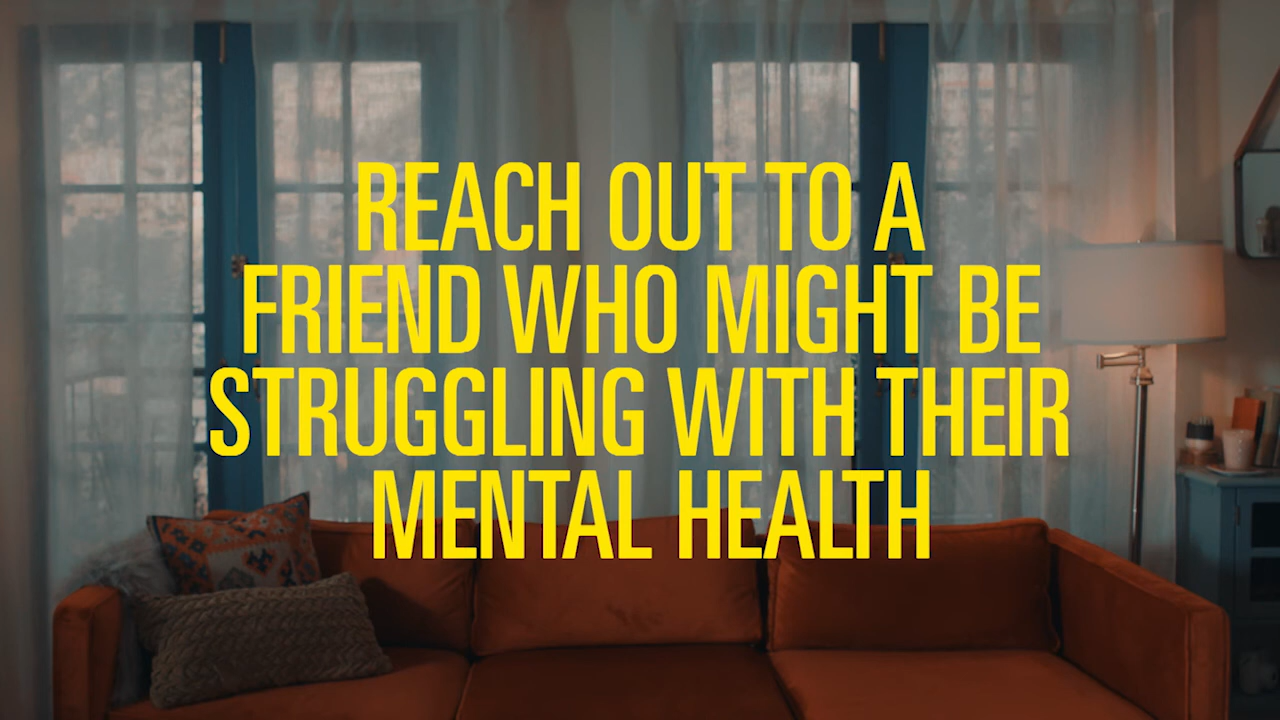 REACH OUT TO A
FRIEND WHO MIGHT BE
STRUGGLING WITH THEIR
MENTAL HEALTH